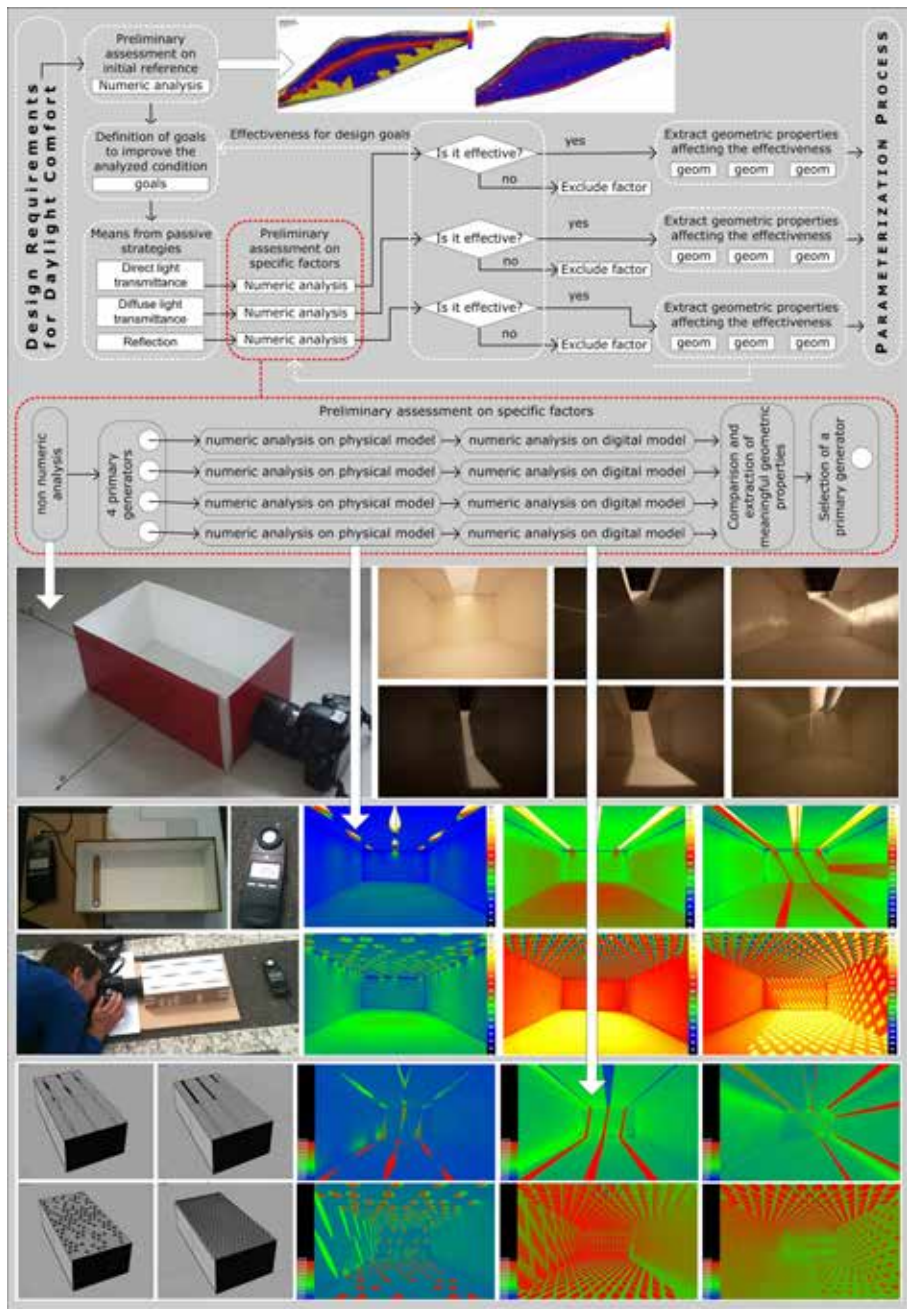 Design Requirements
for Daylight Comfort
Preliminary
assessment on
initial reference
Numeric analysis
Definition of goals
to improve the
analyzed condition
goals
Effectiveness for design goals
Means from passive
strategies
Direct light
transmittance
Diffuse light
transmittance
Reflection
Preliminary
assessment on
specific factors
Numeric analysis
Numeric analysis
Numeric analysis
Is it effective?
yes
no
Exclude factor
Extract geometric properties
affecting the effectiveness
geom geom geom
Is it effective?
yes
no
Exclude factor
Extract geometric properties
affecting the effectiveness
geom geom geom
Is it effective?
yes
no
Exclude factor
Extract geometric properties
affecting the effectiveness
geom geom geom
PARAMETERIZATION PROCESS
Preliminary assessment on specific factors
non numeric
analysis
4 primary
generators
numeric analysis on physical model
numeric analysis on digital model
numeric analysis on physical model
numeric analysis on digital model
numeric analysis on physical model
numeric analysis on digital model
numeric analysis on physical model
numeric analysis on digital model
Comparison and
extraction of
meaningful geometric
properties
Selection of a
primary generator